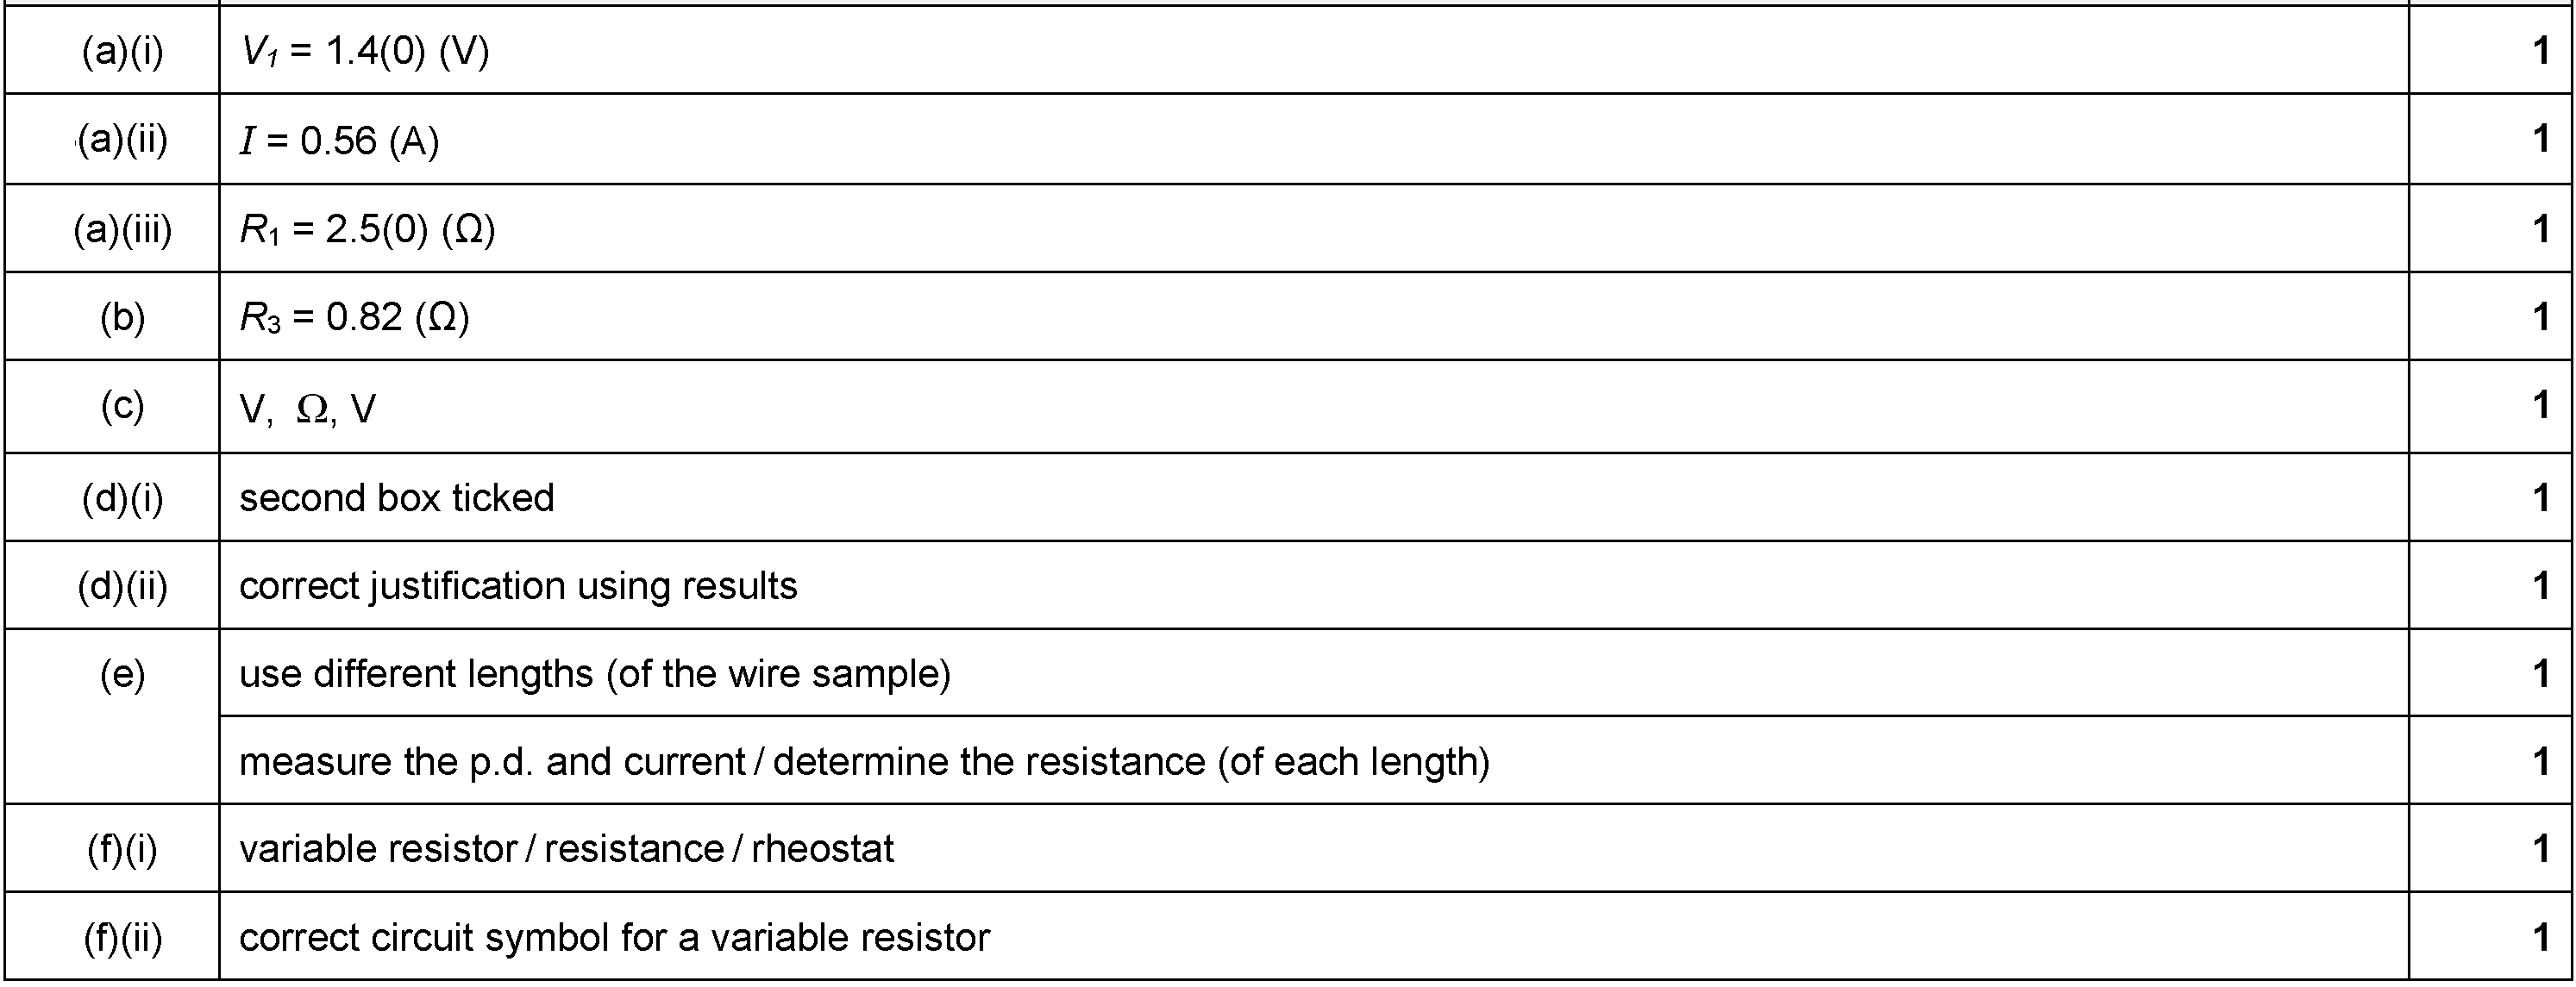 (a)(i) V₁ = 1.4(0) (V) 1
(a)(ii) I = 0.56 (A) 1
(a)(iii) R₁ = 2.5(0) (Ω) 1
(b) R₃ = 0.82 (Ω) 1
(c) V, Ω, V 1
(d)(i) second box ticked 1
(d)(ii) correct justification using results 1
(e) use different lengths (of the wire sample) 1
measure the p.d. and current / determine the resistance (of each length) 1
(f)(i) variable resistor / resistance / rheostat 1
(f)(ii) correct circuit symbol for a variable resistor 1